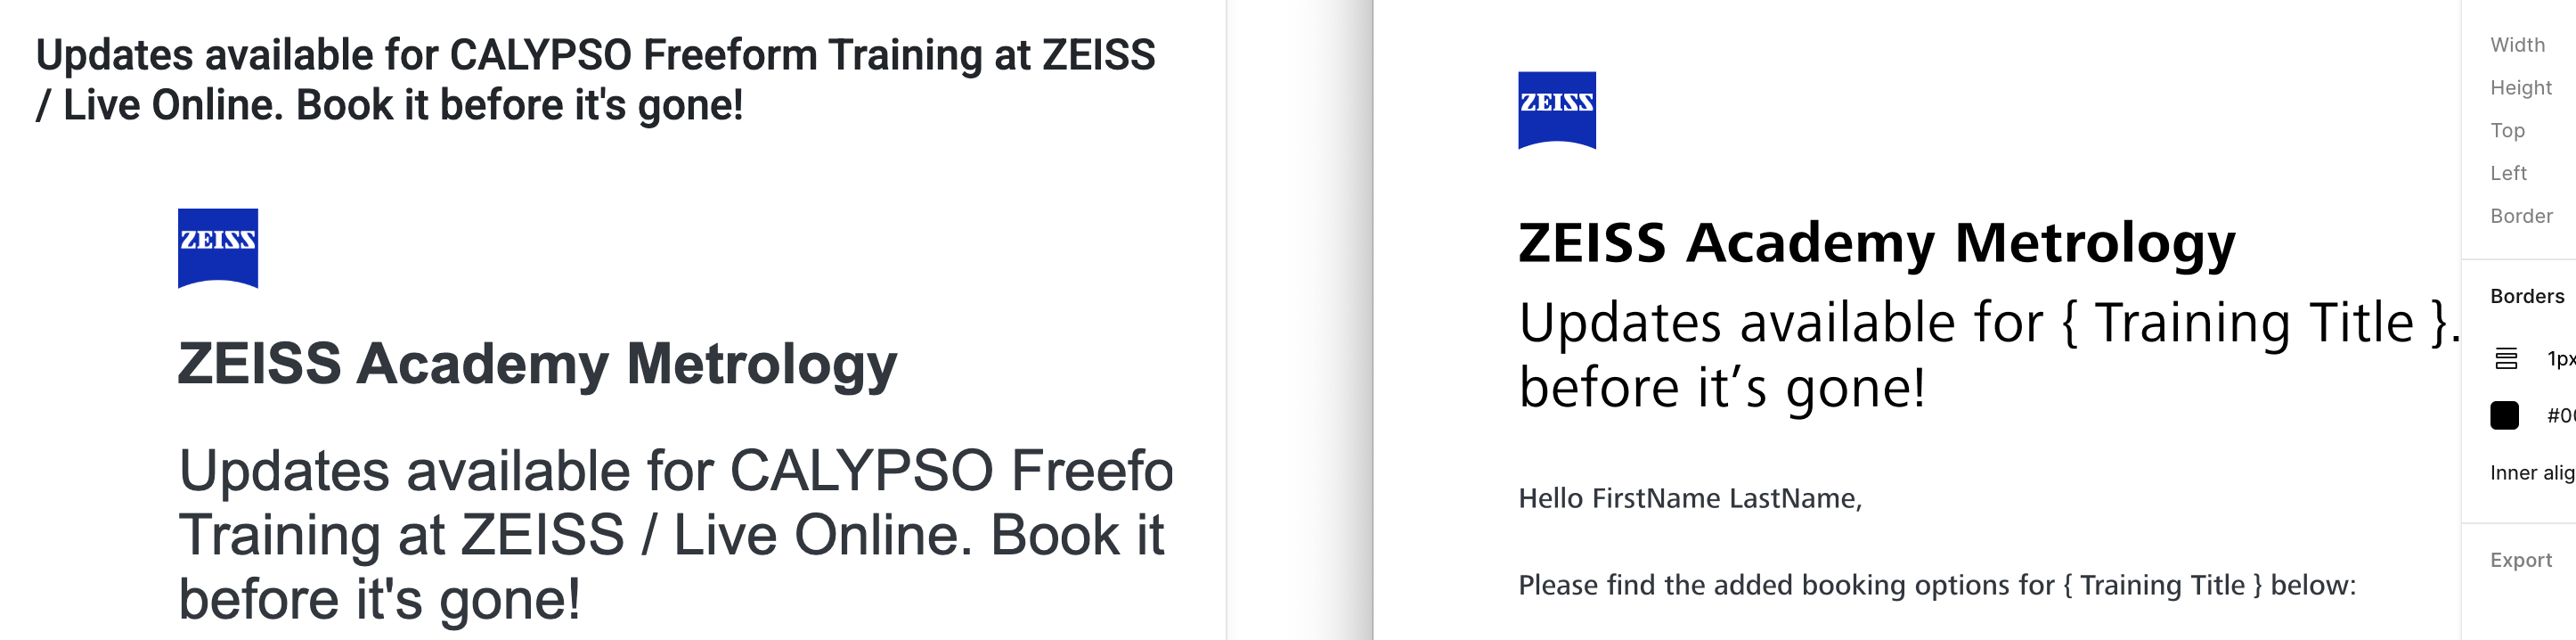 Updates available for CALYPSO Freeform Training at ZEISS
/ Live Online. Book it before it's gone!
ZEISS
ZEISS Academy Metrology
Updates available for CALYPSO Freefo
Training at ZEISS / Live Online. Book it
before it's gone!
ZEISS
ZEISS Academy Metrology
Updates available for { Training Title }.
before it’s gone!
Hello FirstName LastName,
Please find the added booking options for { Training Title } below:
Width
Height
Top
Left
Border
Borders
1px
#00
Inner alig
Export